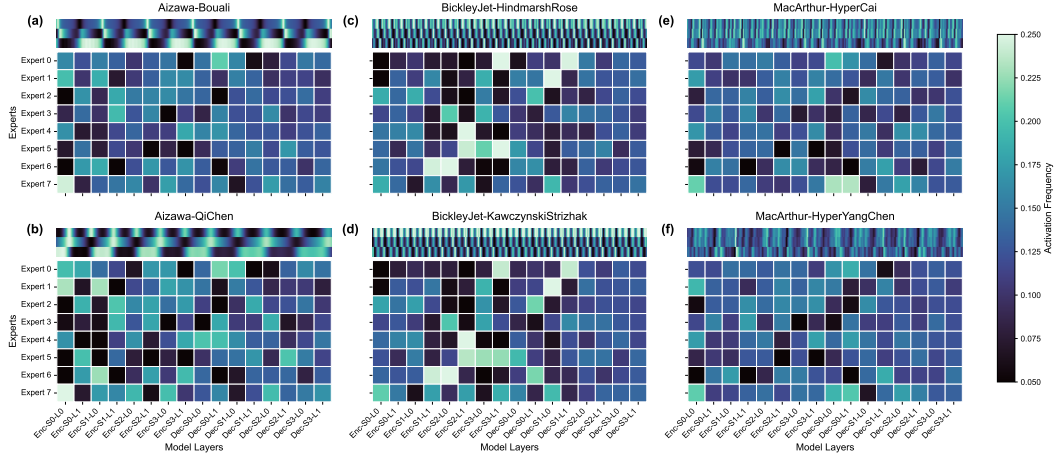 (a)
Aizawa-Bouali
(c)
BickleyJet-HindmarshRose
(e)
MacArthur-HyperCai
Experts
Expert 0
Expert 1
Expert 2
Expert 3
Expert 4
Expert 5
Expert 6
Expert 7
(b)
Aizawa-QiChen
(d)
BickleyJet-KawczynskiStrizhak
(f)
MacArthur-HyperYangChen
Experts
Expert 0
Expert 1
Expert 2
Expert 3
Expert 4
Expert 5
Expert 6
Expert 7
Enc-S0-L0
Enc-S0-L1
Enc-S1-L0
Enc-S1-L1
Enc-S2-L0
Enc-S2-L1
Enc-S3-L0
Enc-S3-L1
Dec-S0-L0
Dec-S0-L1
Dec-S1-L0
Dec-S1-L1
Dec-S2-L0
Dec-S2-L1
Dec-S3-L0
Dec-S3-L1
Model Layers
Enc-S0-L0
Enc-S0-L1
Enc-S1-L0
Enc-S1-L1
Enc-S2-L0
Enc-S2-L1
Enc-S3-L0
Enc-S3-L1
Dec-S0-L0
Dec-S0-L1
Dec-S1-L0
Dec-S1-L1
Dec-S2-L0
Dec-S2-L1
Dec-S3-L0
Dec-S3-L1
Model Layers
Enc-S0-L0
Enc-S0-L1
Enc-S1-L0
Enc-S1-L1
Enc-S2-L0
Enc-S2-L1
Enc-S3-L0
Enc-S3-L1
Dec-S0-L0
Dec-S0-L1
Dec-S1-L0
Dec-S1-L1
Dec-S2-L0
Dec-S2-L1
Dec-S3-L0
Dec-S3-L1
Model Layers
0.250
0.225
0.200
0.175
0.150
0.125
0.100
0.075
0.050
Activation Frequency